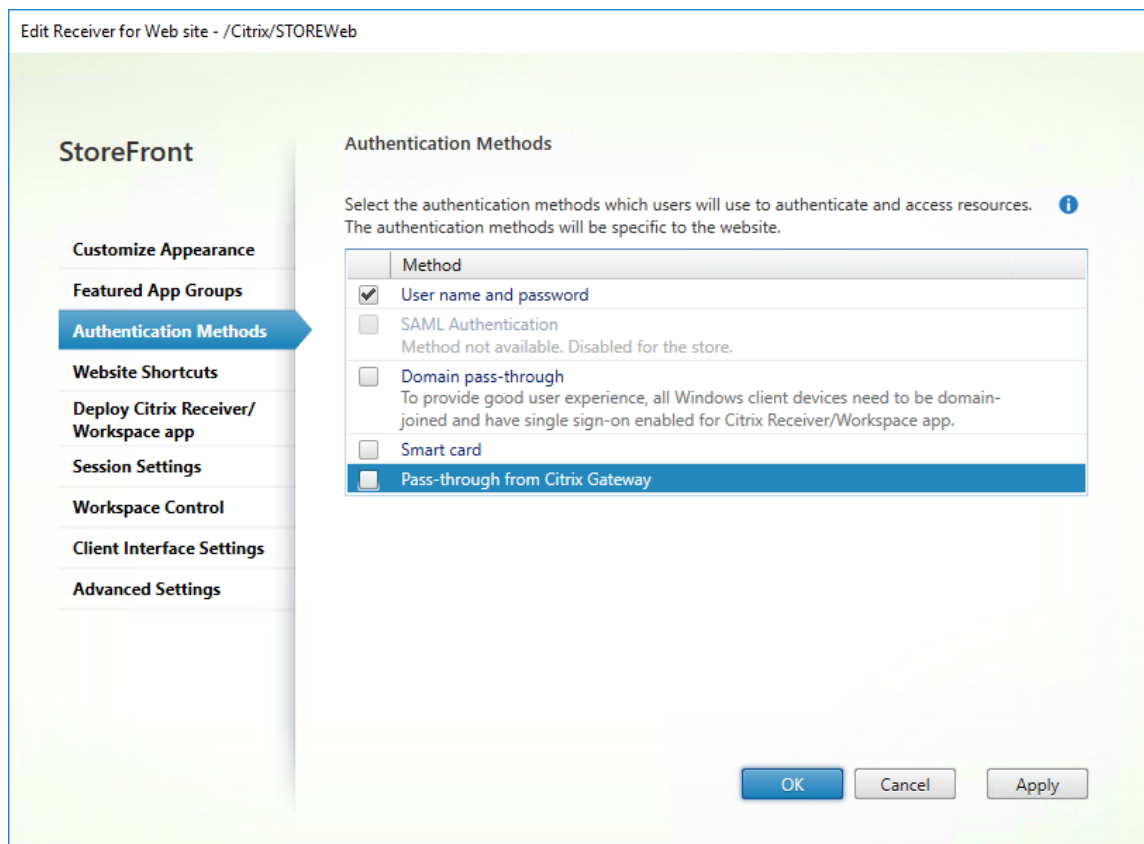 Edit Receiver for Web site - /Citrix/STOREWeb
StoreFront
Customize Appearance
Featured App Groups
Authentication Methods
Website Shortcuts
Deploy Citrix Receiver/
Workspace app
Session Settings
Workspace Control
Client Interface Settings
Advanced Settings
Authentication Methods
Select the authentication methods which users will use to authenticate and access resources.
The authentication methods will be specific to the website.
Method
User name and password
SAML Authentication
Method not available. Disabled for the store.
Domain pass-through
To provide good user experience, all Windows client devices need to be domain-
joined and have single sign-on enabled for Citrix Receiver/Workspace app.
Smart card
Pass-through from Citrix Gateway
OK
Cancel
Apply